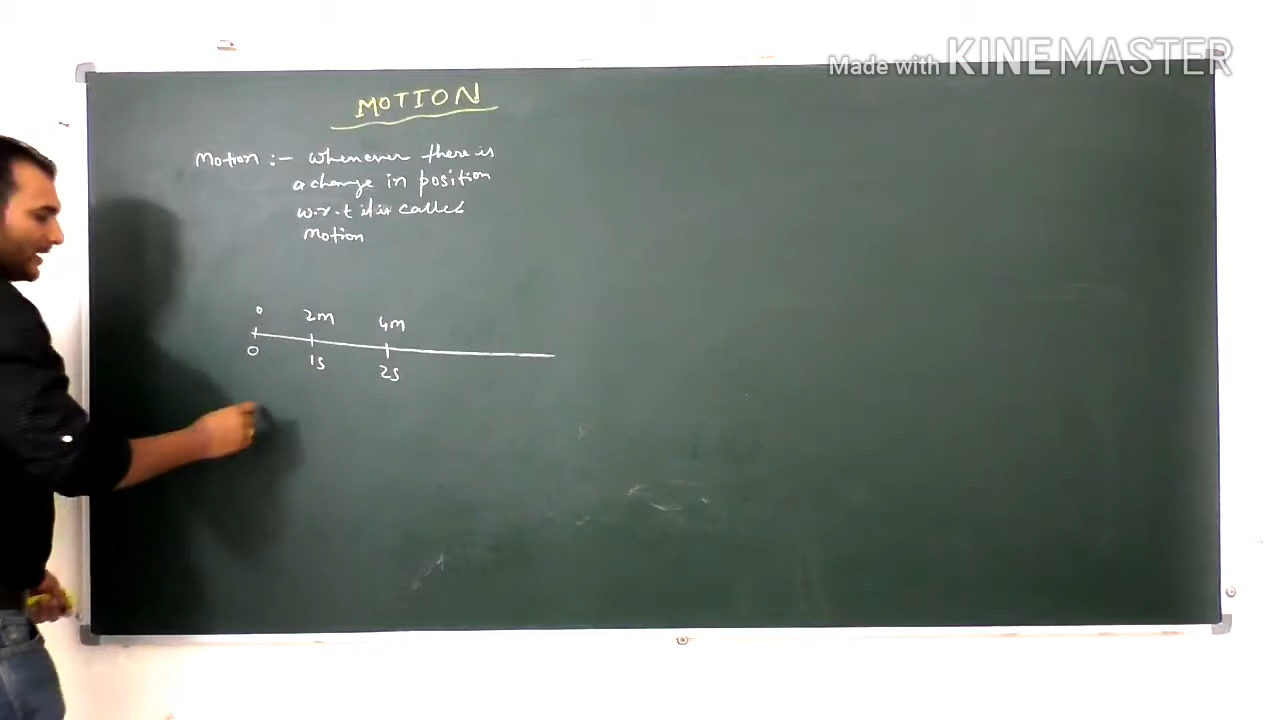 Made with KINEMASTER
MOTION
Motion :- Whenever there is
a change in position
w.r.t it is called
Motion
0 2m 4m
0 1s 2s